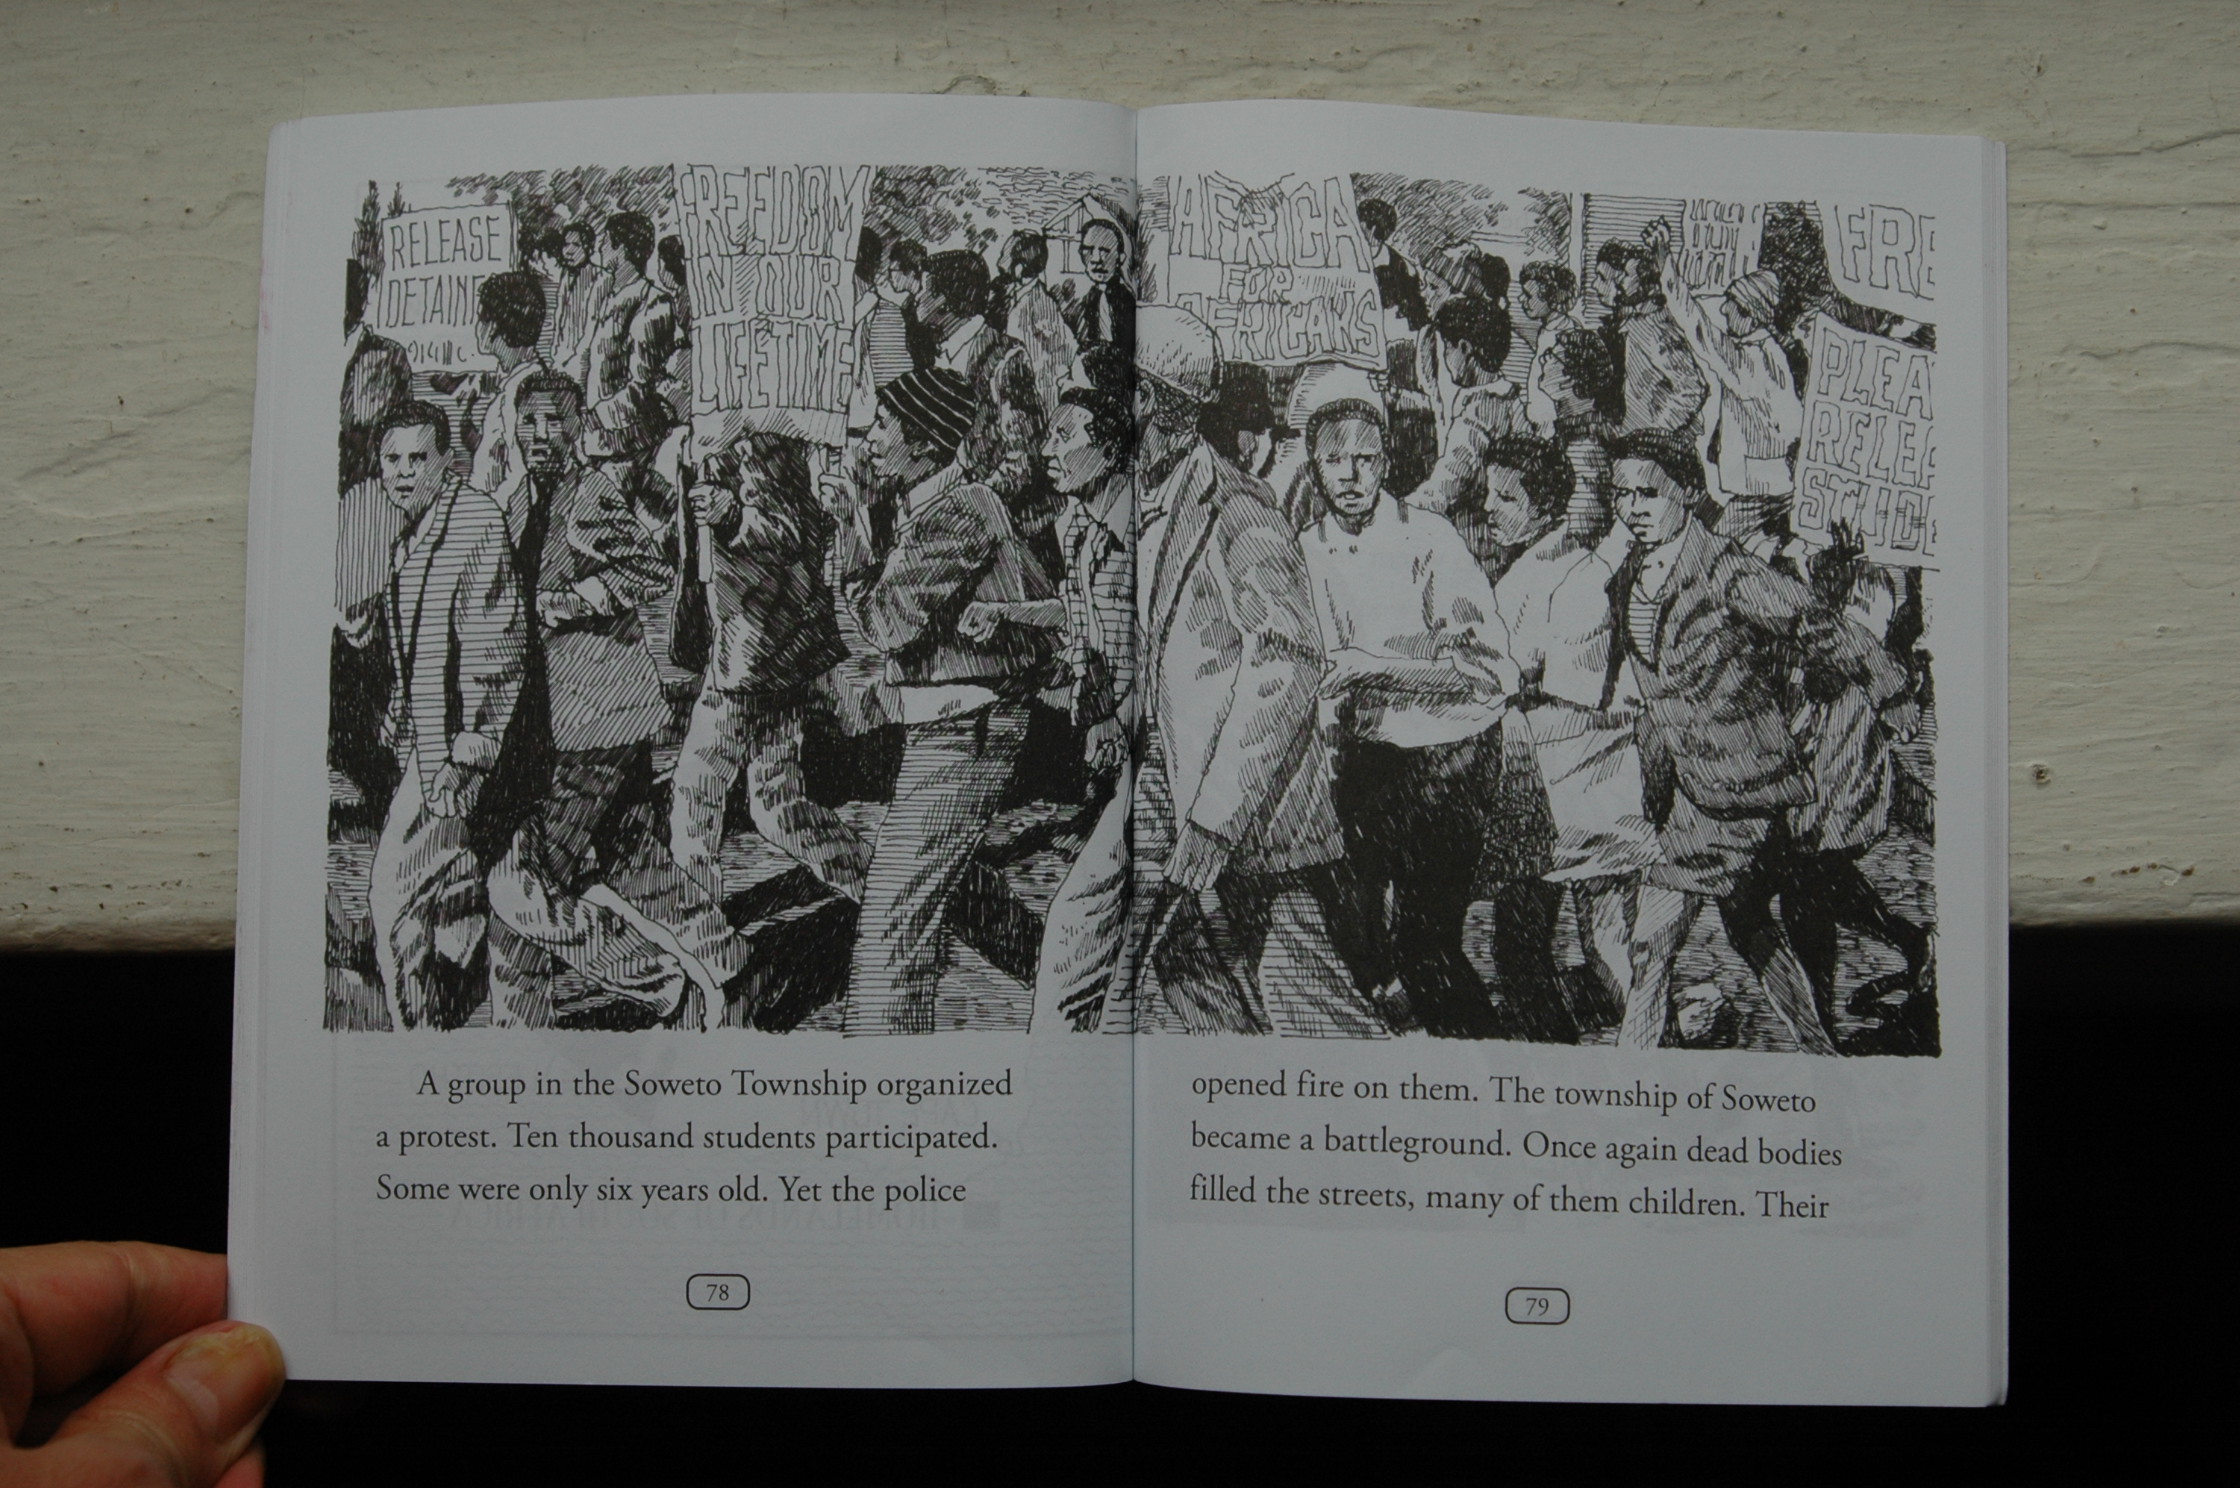 RELEASE
DETAINE
FREEDOM
IN OUR
LIFETIME
AFRICA
FOR
AFRICANS
FRE
PLEA
RELEA
STUDE
A group in the Soweto Township organized
a protest. Ten thousand students participated.
Some were only six years old. Yet the police
78
opened fire on them. The township of Soweto
became a battleground. Once again dead bodies
filled the streets, many of them children. Their
79